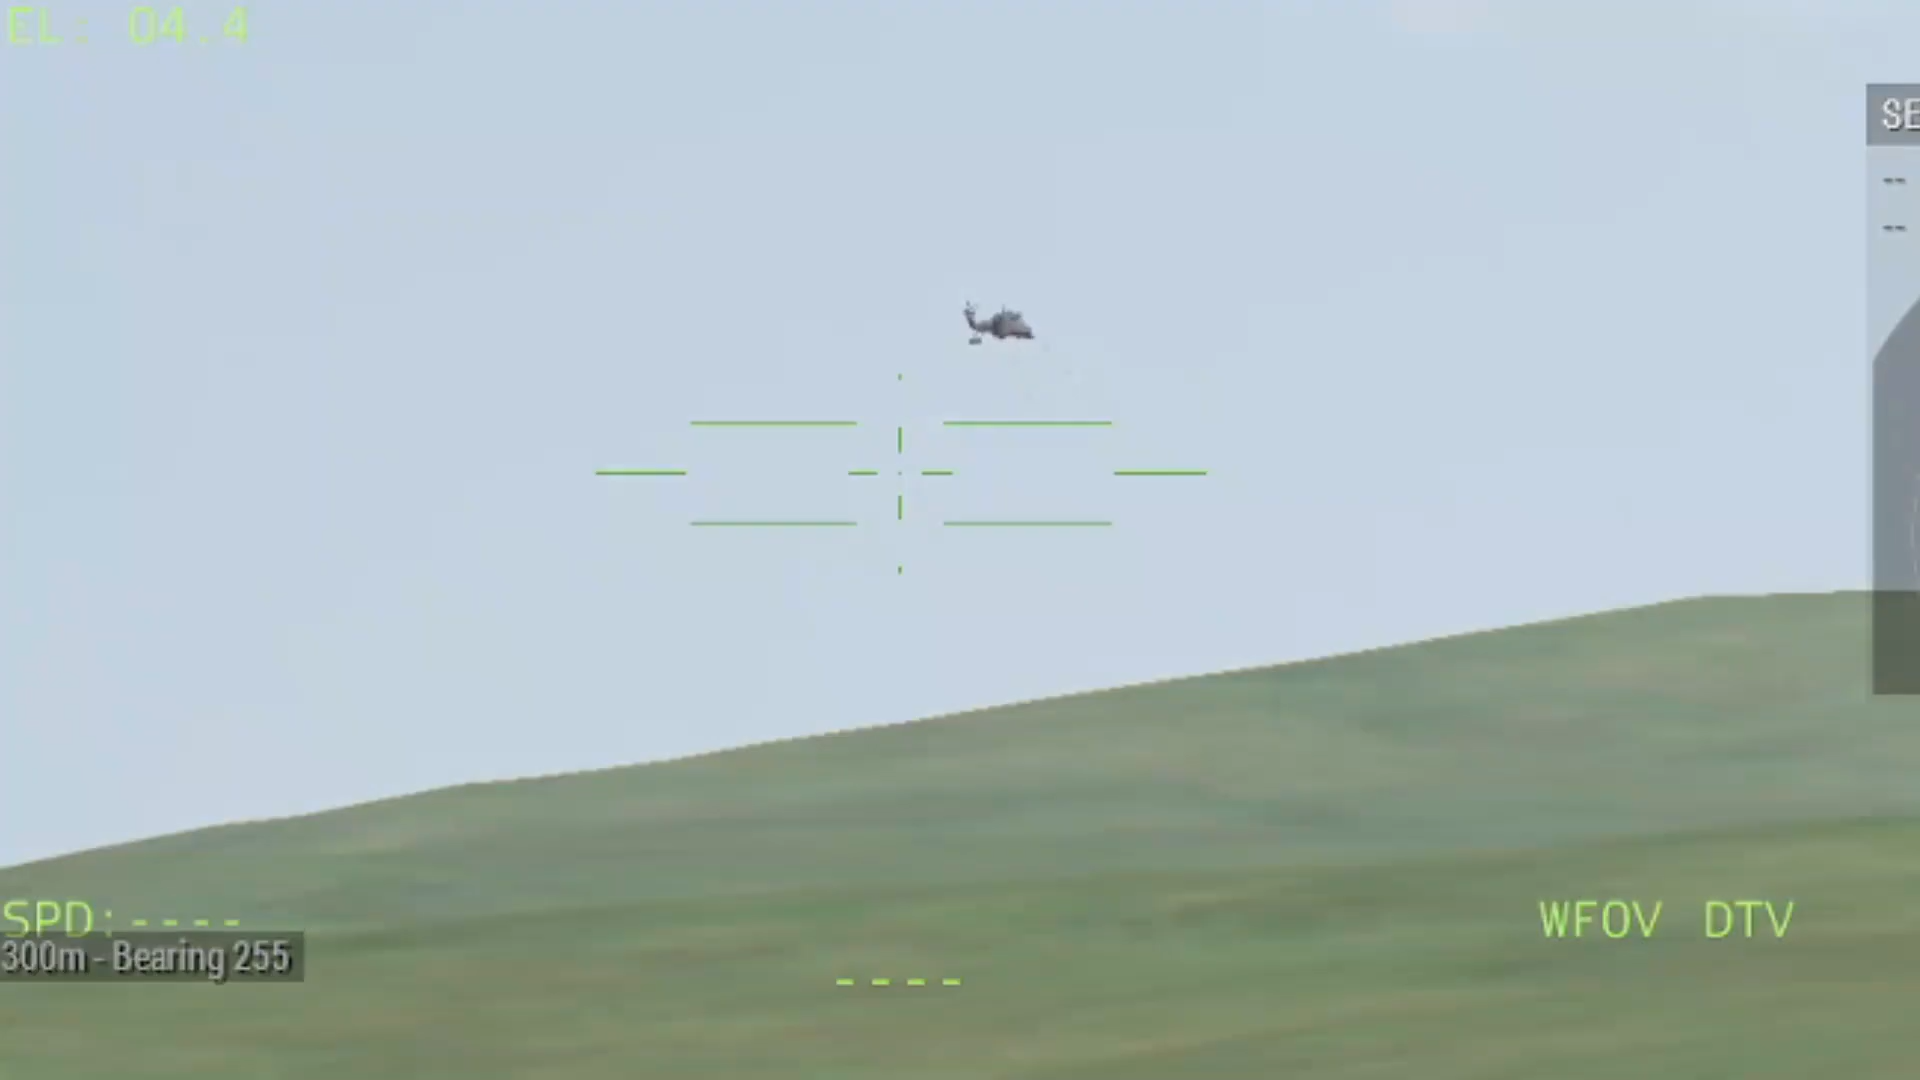 EL: 04.4
SE
--
--
SPD:----
300m - Bearing 255
WFOV DTV
----